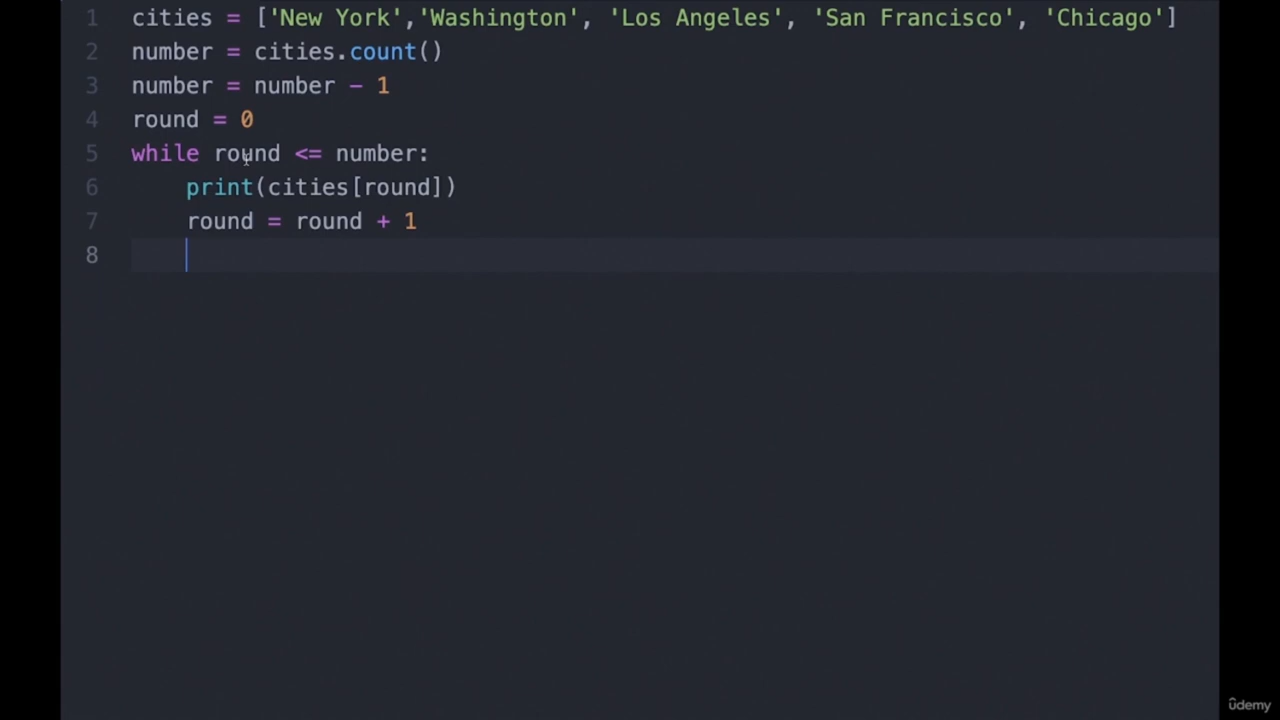 1 cities = ['New York','Washington', 'Los Angeles', 'San Francisco', 'Chicago']
2 number = cities.count()
3 number = number - 1
4 round = 0
5 while round <= number:
6     print(cities[round])
7     round = round + 1
8
ûdemy